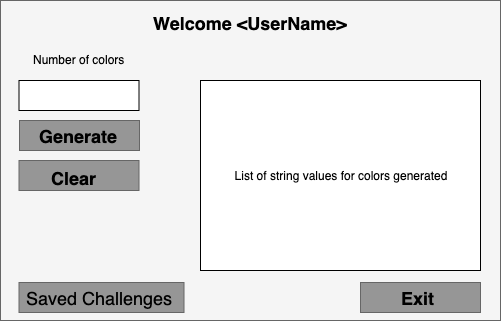 Welcome <UserName>
Number of colors
Generate
Clear
List of string values for colors generated
Saved Challenges
Exit